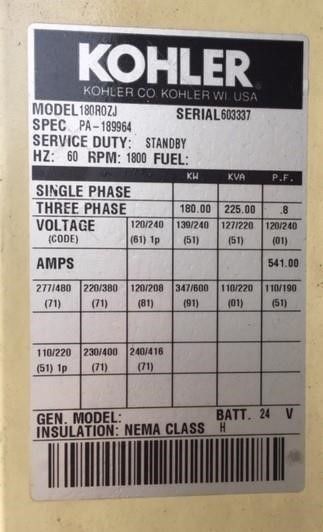 KOHLER
KOHLER CO. KOHLER WI. USA
MODEL 180ROZJ SERIAL 603337
SPEC PA-189964
SERVICE DUTY: STANDBY
HZ: 60 RPM: 1800 FUEL:
KW KVA P.F.
SINGLE PHASE
THREE PHASE 180.00 225.00 .8
VOLTAGE 120/240 139/240 127/220 120/240
(CODE) (61) 1p (51) (51) (01)
AMPS 541.00
277/480 220/380 120/208 347/600 110/220 110/190
(71) (71) (81) (91) (01) (51)
110/220 230/400 240/416
(51) 1p (71) (71)
GEN. MODEL: BATT. 24 V
INSULATION: NEMA CLASS H